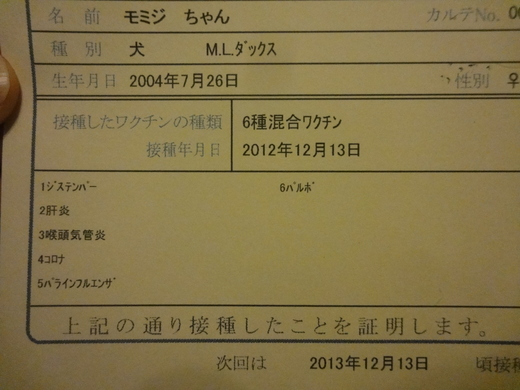 名前 モミジ ちゃん カルテNo.
種別 犬 M.L.ﾀﾞｯｸｽ
生年月日 2004年7月26日 性別 ♀
接種したワクチンの種類 6種混合ﾜｸﾁﾝ
接種年月日 2012年12月13日
1ｼﾞｽﾃﾝﾊﾟｰ 6ﾊﾟﾙﾎﾞ
2肝炎
3喉頭気管炎
4ｺﾛﾅ
5ﾊﾟﾗｲﾝﾌﾙｴﾝｻﾞ
上記の通り接種したことを証明します。
次回は 2013年12月13日 頃接種